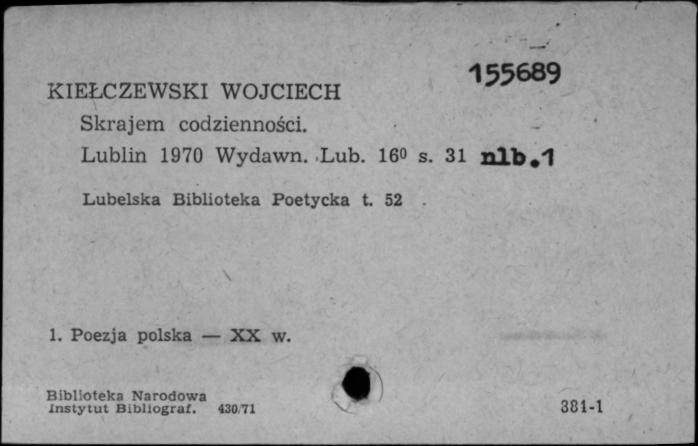 155689
KIEŁCZEWSKI WOJCIECH
Skrajem codzienności.
Lublin 1970 Wydawn. Lub. 16⁰ s. 31 nlb.1
Lubelska Biblioteka Poetycka t. 52
1. Poezja polska — XX w.
Biblioteka Narodowa
Instytut Bibliograf. 430/71
381-1